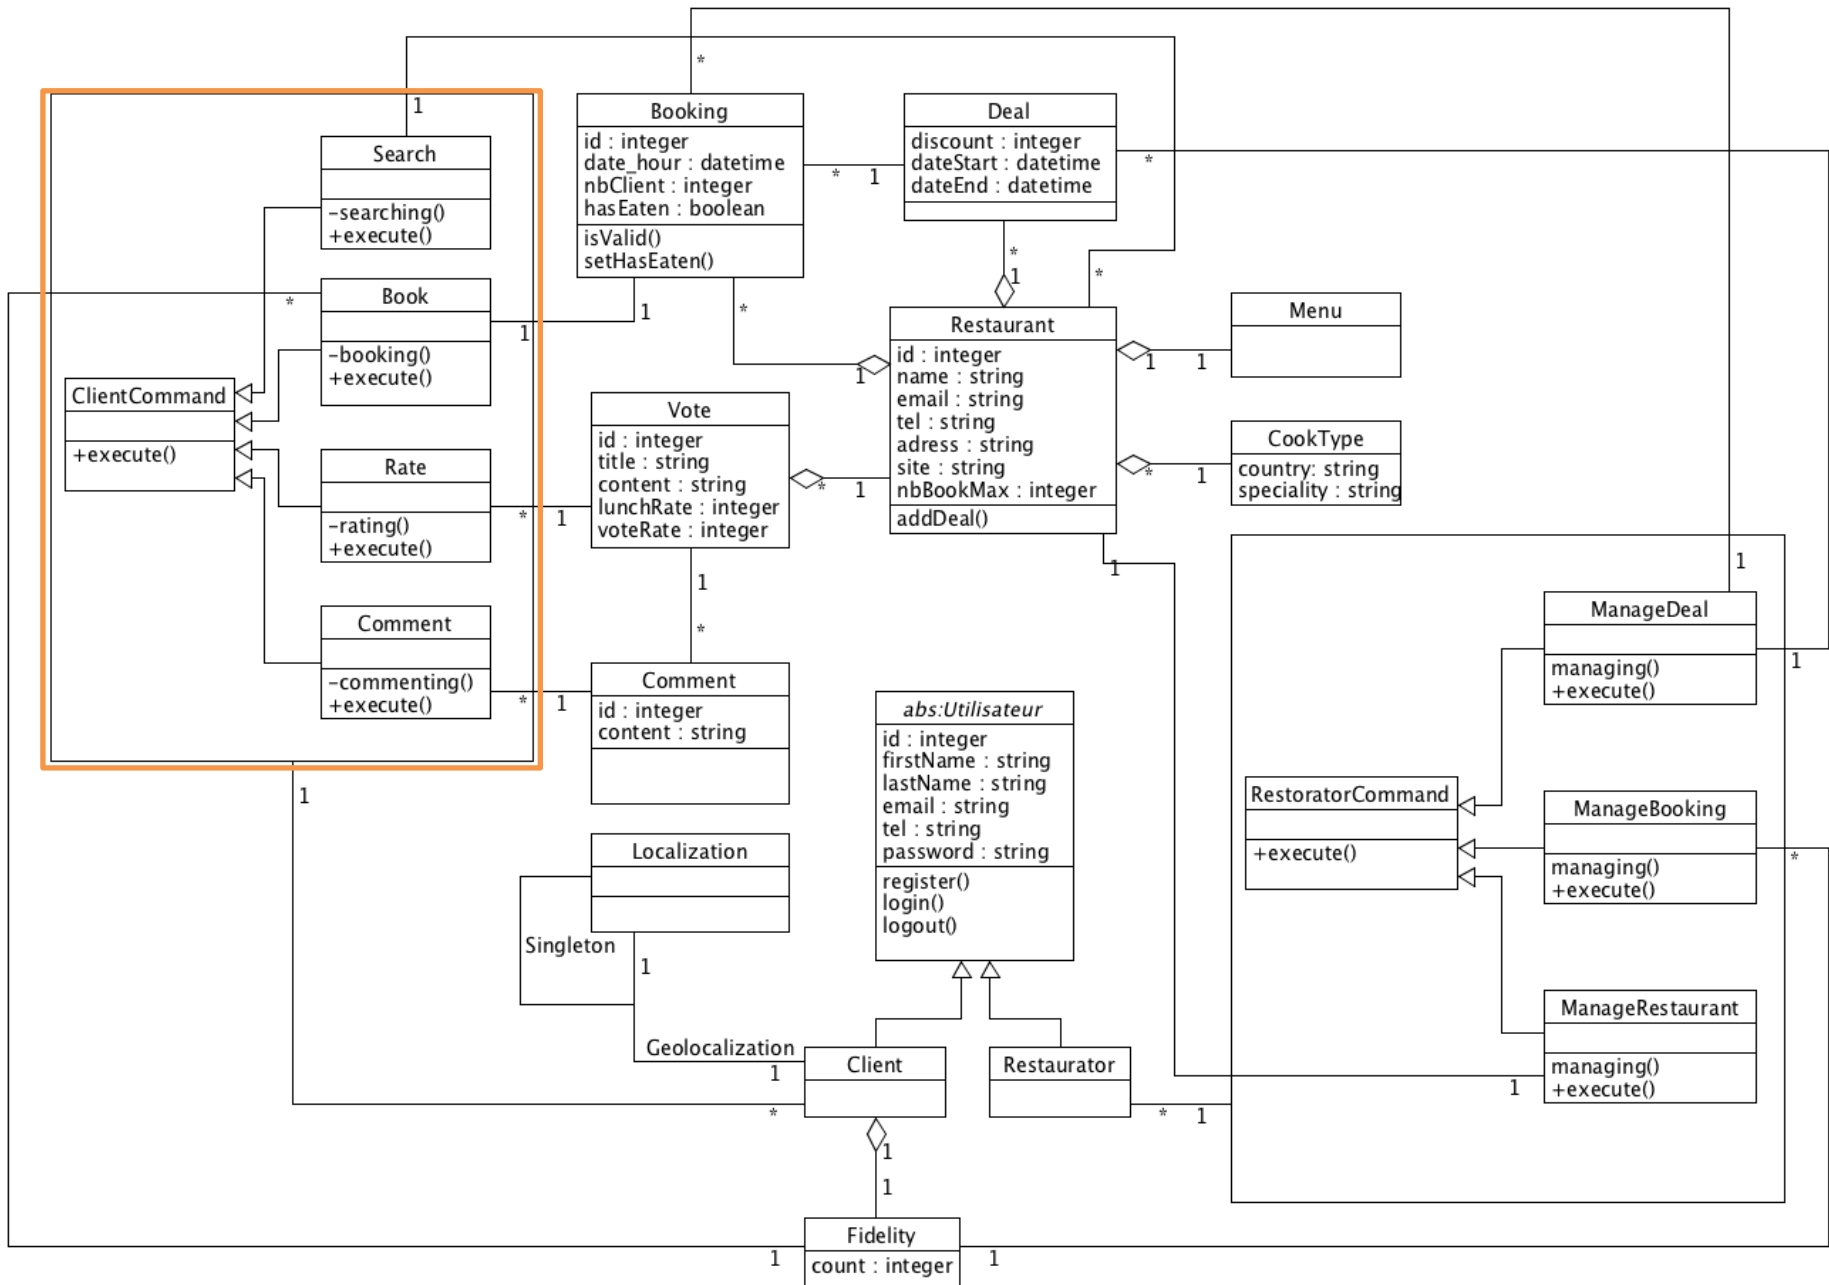 *
1
Search
-searching()
+execute()
Book
-booking()
+execute()
*
1
ClientCommand
+execute()
Rate
-rating()
+execute()
*
1
Comment
-commenting()
+execute()
*
1
1
Booking
id : integer
date_hour : datetime
nbClient : integer
hasEaten : boolean
isValid()
setHasEaten()
*
1
1
*
Deal
discount : integer
dateStart : datetime
dateEnd : datetime
*
*
1
*
Restaurant
id : integer
name : string
email : string
tel : string
adress : string
site : string
nbBookMax : integer
addDeal()
1
1
1
Menu
*
1
CookType
country: string
speciality : string
Vote
id : integer
title : string
content : string
lunchRate : integer
voteRate : integer
*
1
1
*
Comment
id : integer
content : string
Localization
Singleton
1
Geolocalization
1
abs:Utilisateur
id : integer
firstName : string
lastName : string
email : string
tel : string
password : string
register()
login()
logout()
1
1
ManageDeal
managing()
+execute()
1
RestoratorCommand
+execute()
ManageBooking
managing()
+execute()
*
ManageRestaurant
managing()
+execute()
1
Client
*
Restaurator
*
1
1
1
Fidelity
count : integer
1
1